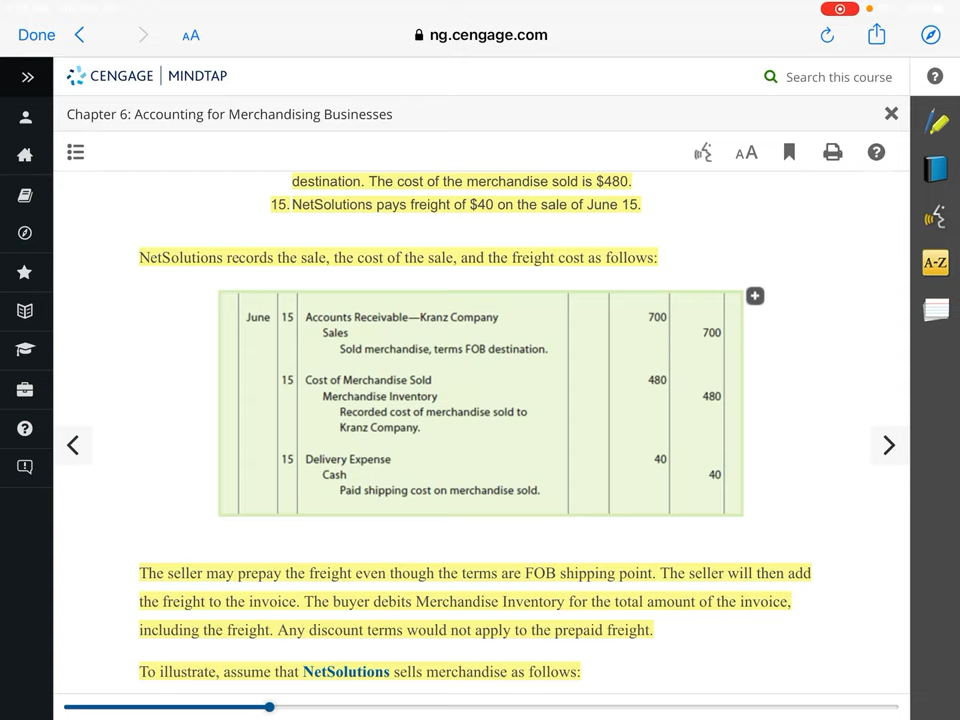 Done
AA
ng.cengage.com
CENGAGE | MINDTAP
Search this course
Chapter 6: Accounting for Merchandising Businesses
AA
destination. The cost of the merchandise sold is $480.
15. NetSolutions pays freight of $40 on the sale of June 15.
NetSolutions records the sale, the cost of the sale, and the freight cost as follows:
June 15 Accounts Receivable—Kranz Company 700
Sales 700
Sold merchandise, terms FOB destination.
15 Cost of Merchandise Sold 480
Merchandise Inventory 480
Recorded cost of merchandise sold to
Kranz Company.
15 Delivery Expense 40
Cash 40
Paid shipping cost on merchandise sold.
The seller may prepay the freight even though the terms are FOB shipping point. The seller will then add
the freight to the invoice. The buyer debits Merchandise Inventory for the total amount of the invoice,
including the freight. Any discount terms would not apply to the prepaid freight.
To illustrate, assume that NetSolutions sells merchandise as follows:
A-Z